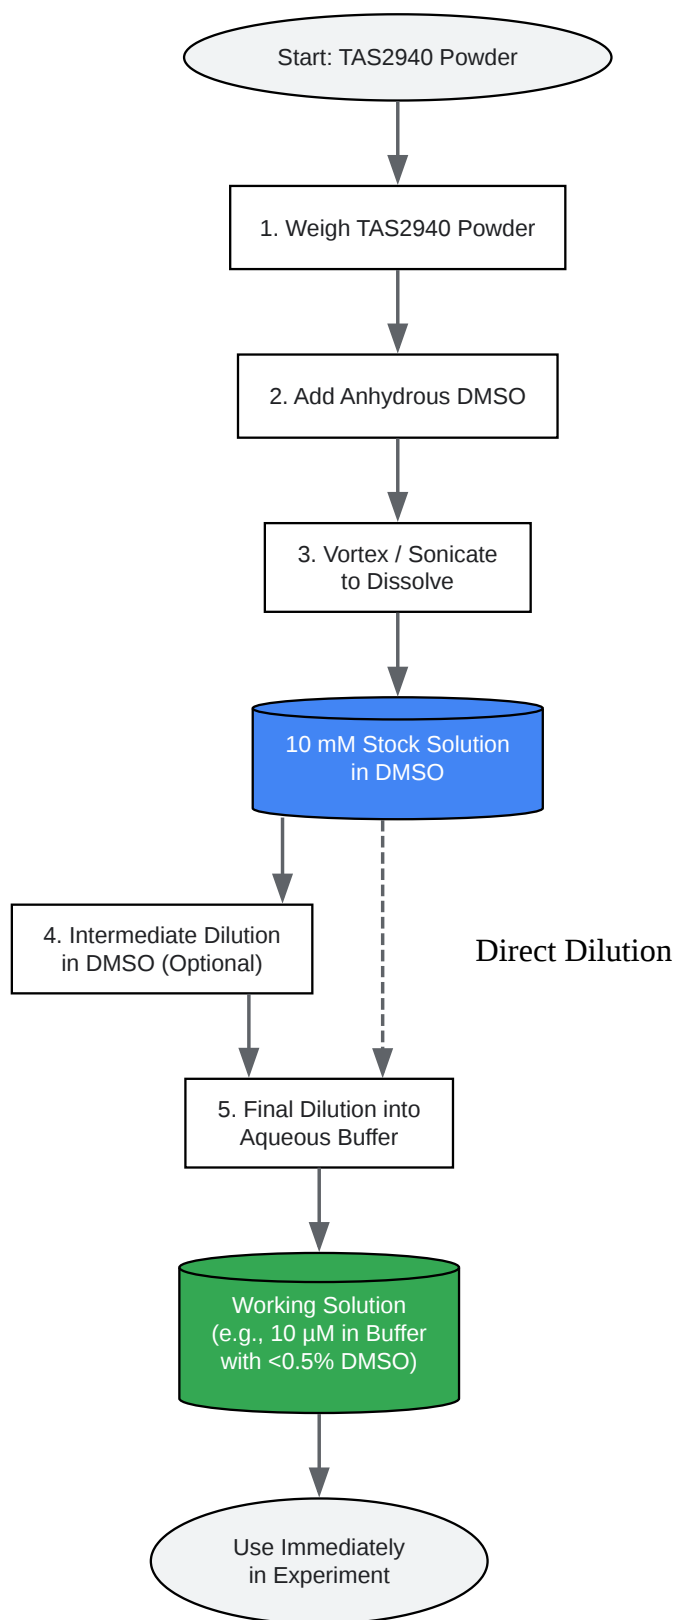 Start: TAS2940 Powder
1. Weigh TAS2940 Powder
2. Add Anhydrous DMSO
3. Vortex / Sonicate
to Dissolve
10 mM Stock Solution
in DMSO
4. Intermediate Dilution
in DMSO (Optional)
Direct Dilution
5. Final Dilution into
Aqueous Buffer
Working Solution
(e.g., 10 µM in Buffer
with <0.5% DMSO)
Use Immediately
in Experiment